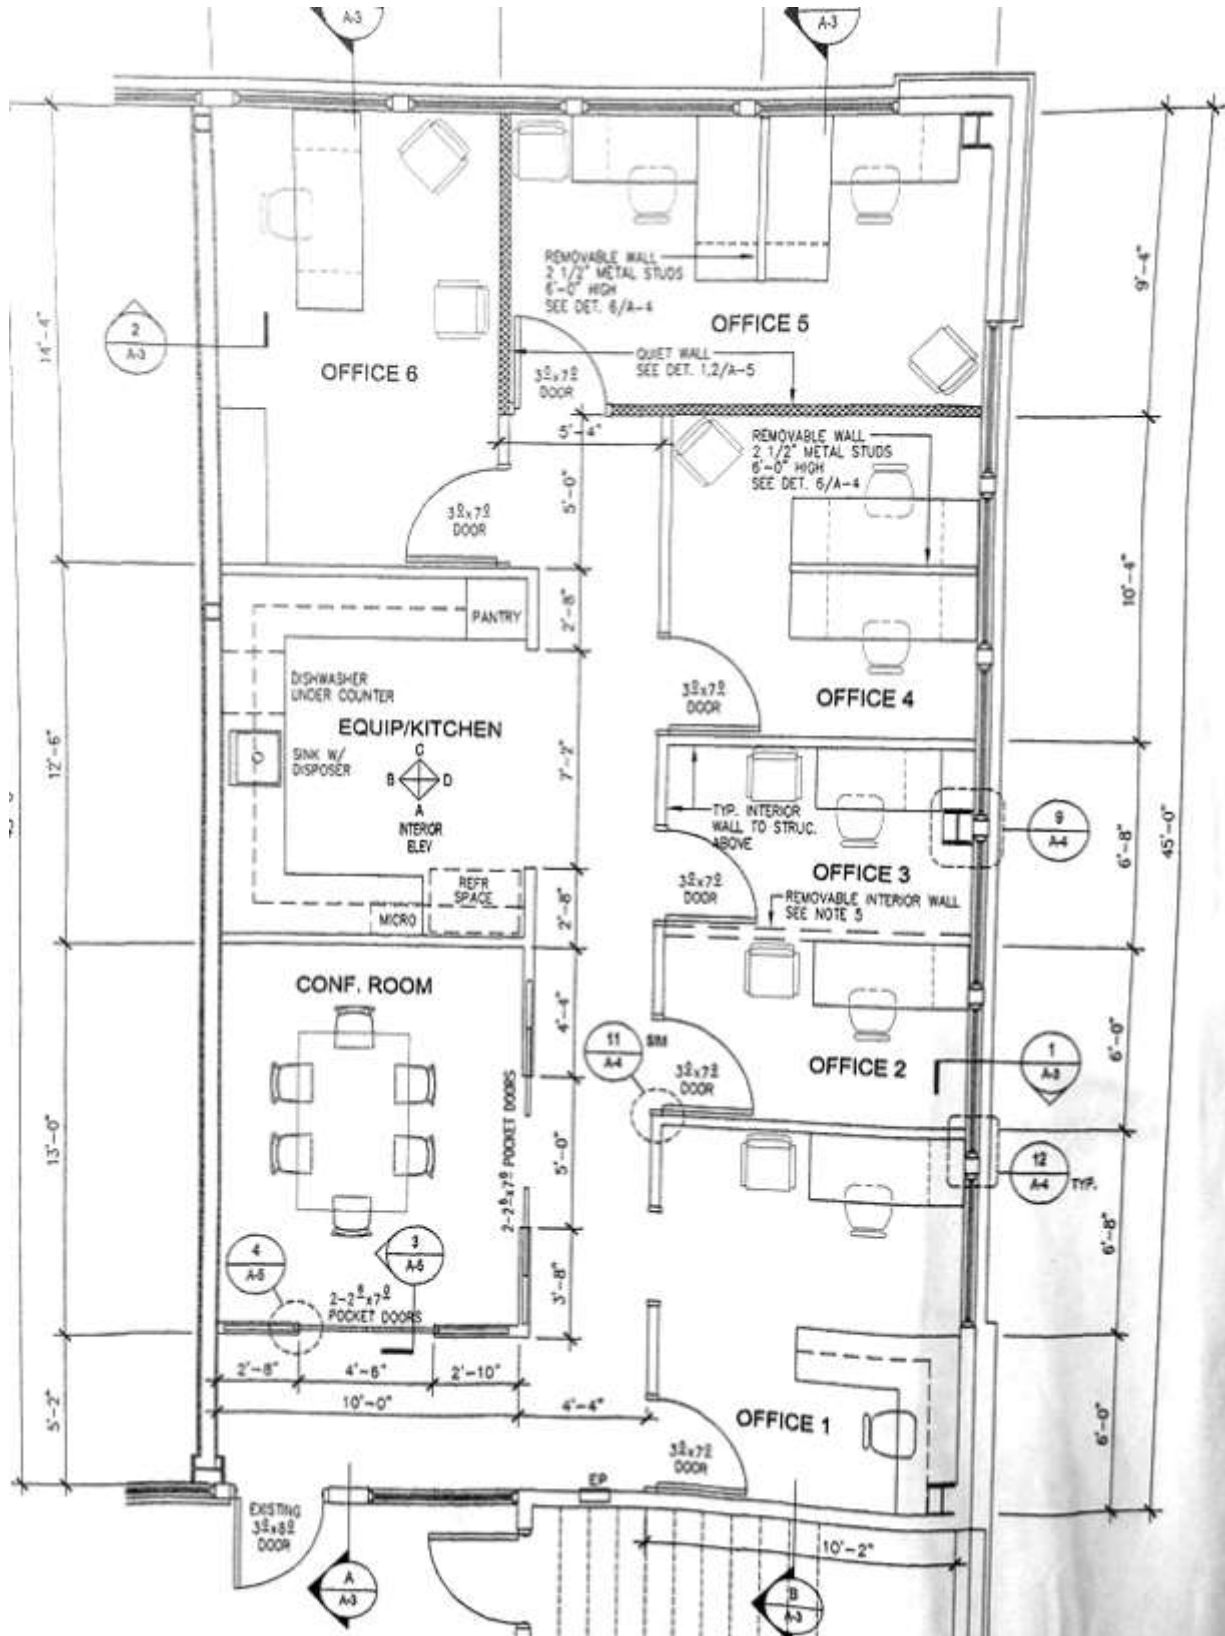 A-3
A-3
REMOVABLE WALL
2 1/2" METAL STUDS
6'-0" HIGH
SEE DET. 6/A-4
9'-4"
14'-4"
2
A-3
OFFICE 5
OFFICE 6
QUIET WALL
SEE DET. 1,2/A-5
3⁰x7⁰
DOOR
5'-4"
REMOVABLE WALL
2 1/2" METAL STUDS
6'-0" HIGH
SEE DET. 6/A-4
5'-0"
3⁰x7⁰
DOOR
10'-4"
2'-8"
PANTRY
DISHWASHER
UNDER COUNTER
3⁰x7⁰
DOOR
OFFICE 4
EQUIP/KITCHEN
12'-6"
SINK W/
DISPOSER
C
B D
A
INTERIOR
ELEV
7'-2"
TYP. INTERIOR
WALL TO STRUC.
ABOVE
9
A-4
6'-8"
45'-0"
OFFICE 3
3⁰x7⁰
DOOR
REFR
SPACE
MICRO
2'-8"
REMOVABLE INTERIOR WALL
SEE NOTE 5
CONF. ROOM
4'-4"
11
A-4
SIM
3⁰x7⁰
DOOR
OFFICE 2
6'-0"
1
A-3
13'-0"
2-2⁶x7⁰ POCKET DOORS
5'-0"
12
A-4
TYP.
6'-8"
4
A-5
3
A-5
3'-8"
2-2⁶x7⁰
POCKET DOORS
2'-8"
4'-6"
2'-10"
10'-0"
4'-4"
5'-2"
OFFICE 1
6'-0"
3⁰x7⁰
DOOR
EP
EXISTING
3⁰x8⁰
DOOR
10'-2"
A
A-3
B
A-3